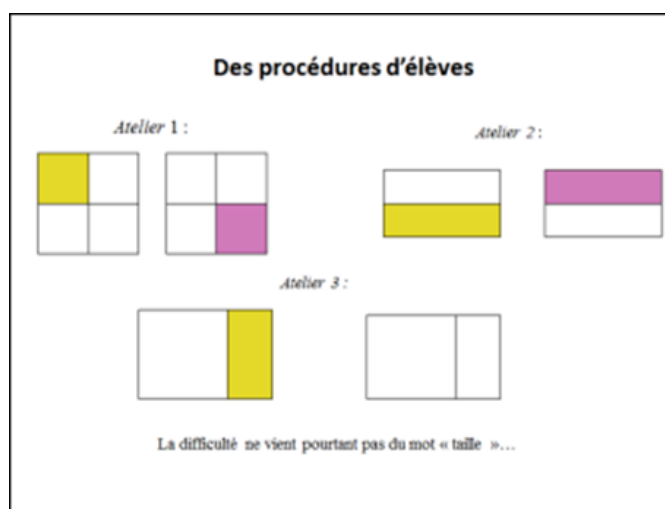 Des procédures d'élèves
Atelier 1 :
Atelier 2 :
Atelier 3 :
La difficulté ne vient pourtant pas du mot « taille »…